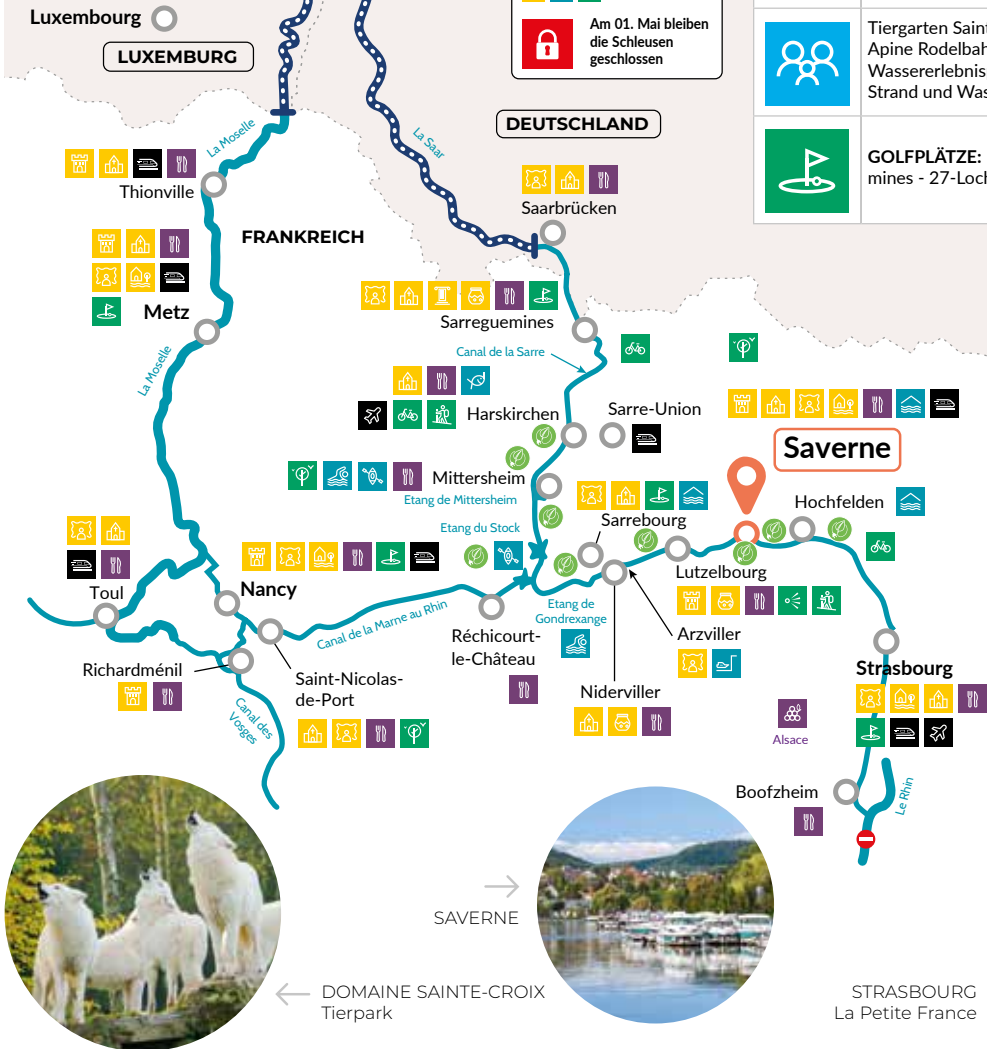 Luxembourg
LUXEMBURG
Am 01. Mai bleiben
die Schleusen
geschlossen
Tiergarten Saint
Apine Rodelbah
Wassererlebnis
Strand und Was
GOLFPLÄTZE:
mines - 27-Loch
DEUTSCHLAND
La Moselle
La Saar
Thionville
Saarbrücken
FRANKREICH
Metz
Sarreguemines
La Moselle
Canal de la Sarre
Harskirchen
Sarre-Union
Saverne
Mittersheim
Etang de Mittersheim
Hochfelden
Sarrebourg
Etang du Stock
Lutzelbourg
Toul
Nancy
Canal de la Marne au Rhin
Etang de
Gondrexange
Réchicourt-
le-Château
Arzviller
Richardménil
Saint-Nicolas-
de-Port
Canal des
Vosges
Niderviller
Strasbourg
Alsace
Boofzheim
Le Rhin
SAVERNE
DOMAINE SAINTE-CROIX
Tierpark
STRASBOURG
La Petite France